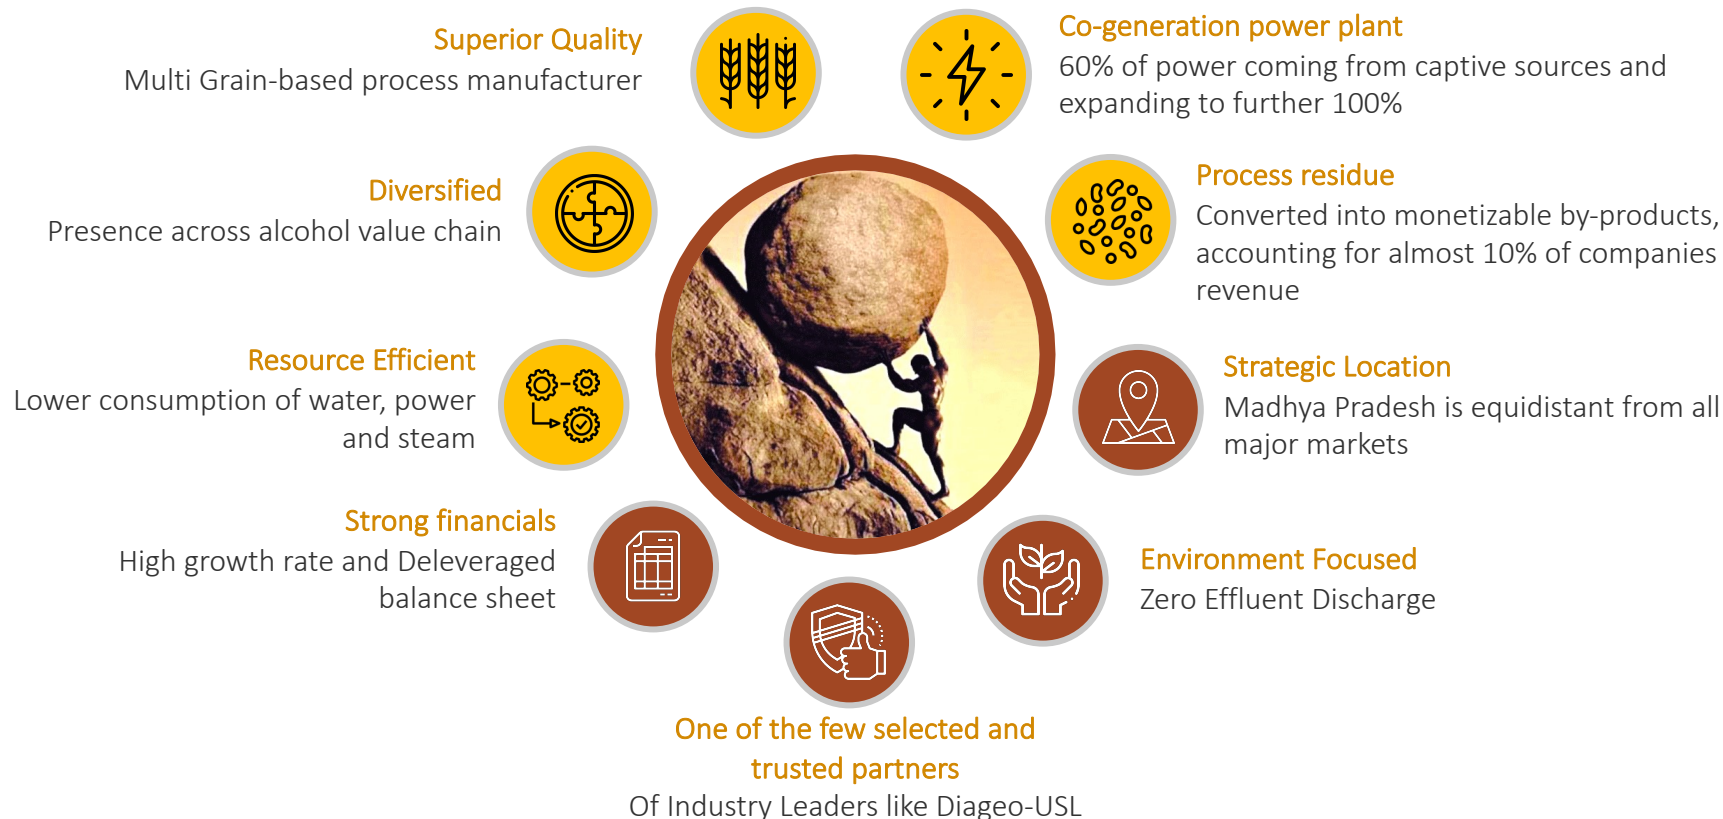 Superior Quality
Multi Grain-based process manufacturer
Co-generation power plant
60% of power coming from captive sources and
expanding to further 100%
Diversified
Presence across alcohol value chain
Process residue
Converted into monetizable by-products,
accounting for almost 10% of companies
revenue
Resource Efficient
Lower consumption of water, power
and steam
Strategic Location
Madhya Pradesh is equidistant from all
major markets
Strong financials
High growth rate and Deleveraged
balance sheet
Environment Focused
Zero Effluent Discharge
One of the few selected and
trusted partners
Of Industry Leaders like Diageo-USL